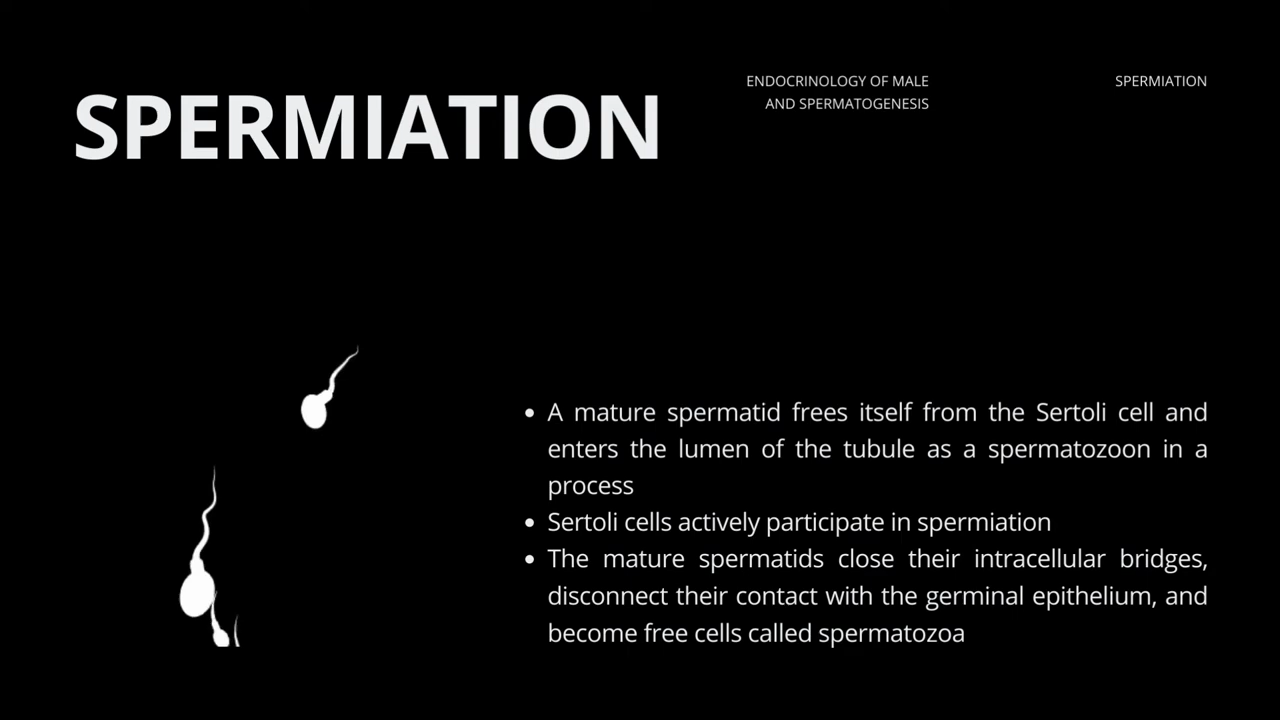 SPERMIATION
ENDOCRINOLOGY OF MALE
AND SPERMATOGENESIS
SPERMIATION
• A mature spermatid frees itself from the Sertoli cell and
enters the lumen of the tubule as a spermatozoon in a
process
• Sertoli cells actively participate in spermiation
• The mature spermatids close their intracellular bridges,
disconnect their contact with the germinal epithelium, and
become free cells called spermatozoa